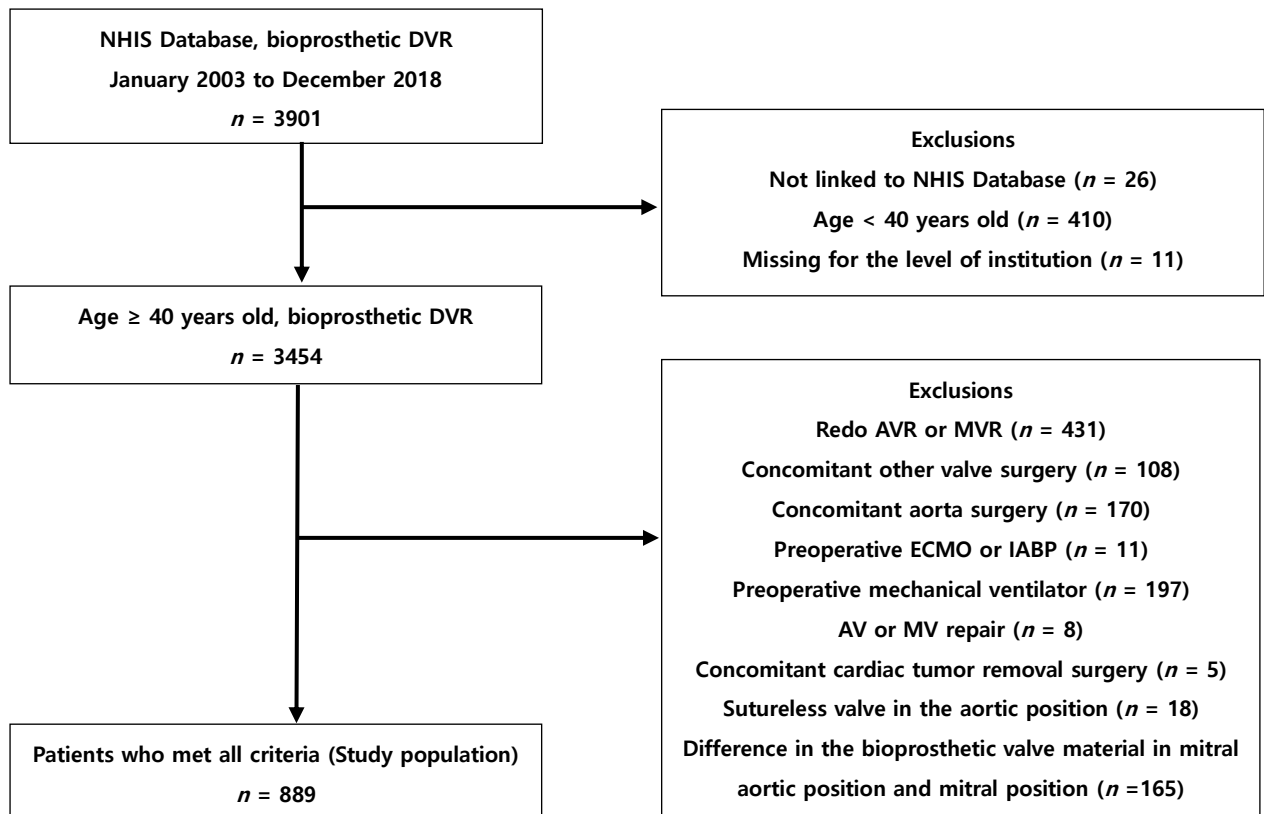 NHIS Database, bioprosthetic DVR
January 2003 to December 2018
n = 3901
Exclusions
Not linked to NHIS Database (n = 26)
Age < 40 years old (n = 410)
Missing for the level of institution (n = 11)
Age ≥ 40 years old, bioprosthetic DVR
n = 3454
Exclusions
Redo AVR or MVR (n = 431)
Concomitant other valve surgery (n = 108)
Concomitant aorta surgery (n = 170)
Preoperative ECMO or IABP (n = 11)
Preoperative mechanical ventilator (n = 197)
AV or MV repair (n = 8)
Concomitant cardiac tumor removal surgery (n = 5)
Sutureless valve in the aortic position (n = 18)
Difference in the bioprosthetic valve material in mitral
aortic position and mitral position (n =165)
Patients who met all criteria (Study population)
n = 889